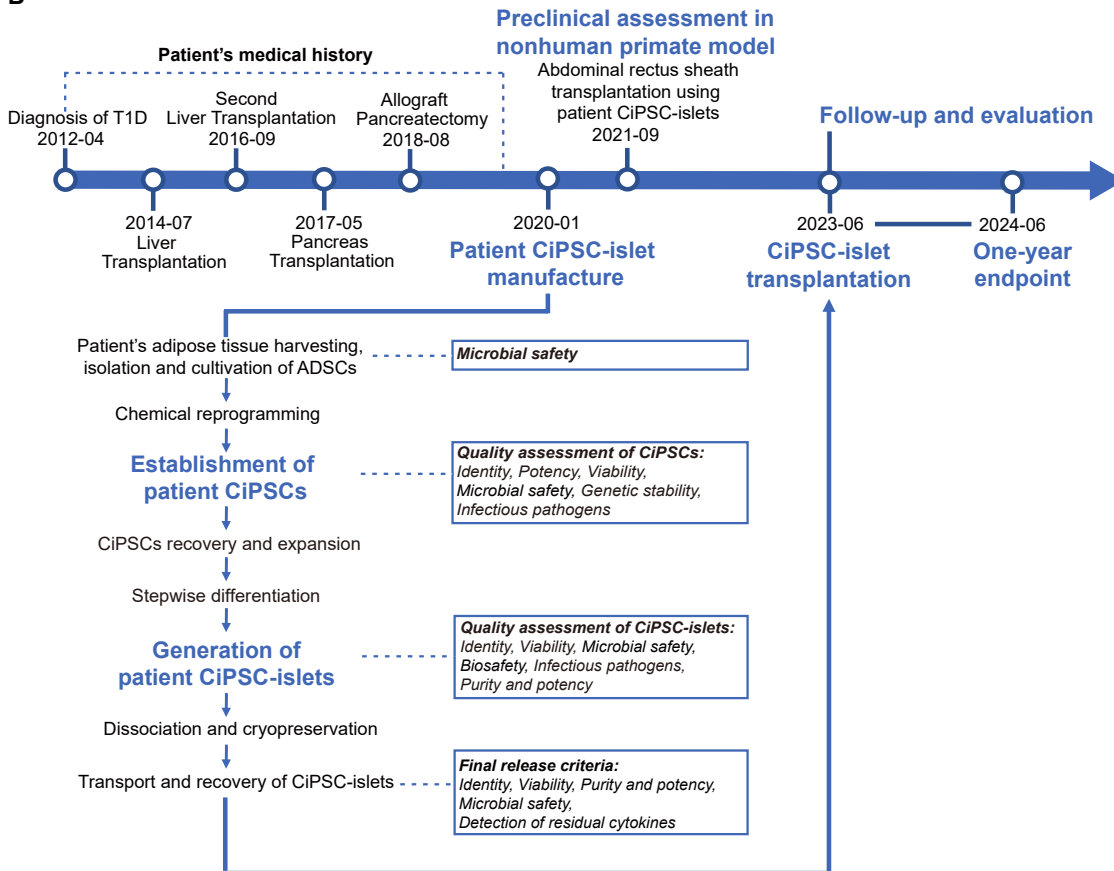 Preclinical assessment in
nonhuman primate model
Patient's medical history
Abdominal rectus sheath
transplantation using
patient CiPSC-islets
2021-09
Diagnosis of T1D
2012-04
Second
Liver Transplantation
2016-09
Allograft
Pancreatectomy
2018-08
Follow-up and evaluation
2014-07
Liver
Transplantation
2017-05
Pancreas
Transplantation
2020-01
Patient CiPSC-islet
manufacture
2023-06
CiPSC-islet
transplantation
2024-06
One-year
endpoint
Patient's adipose tissue harvesting,
isolation and cultivation of ADSCs
Microbial safety
Chemical reprogramming
Establishment of
patient CiPSCs
Quality assessment of CiPSCs:
Identity, Potency, Viability,
Microbial safety, Genetic stability,
Infectious pathogens
CiPSCs recovery and expansion
Stepwise differentiation
Generation of
patient CiPSC-islets
Quality assessment of CiPSC-islets:
Identity, Viability, Microbial safety,
Biosafety, Infectious pathogens,
Purity and potency
Dissociation and cryopreservation
Transport and recovery of CiPSC-islets
Final release criteria:
Identity, Viability, Purity and potency,
Microbial safety,
Detection of residual cytokines